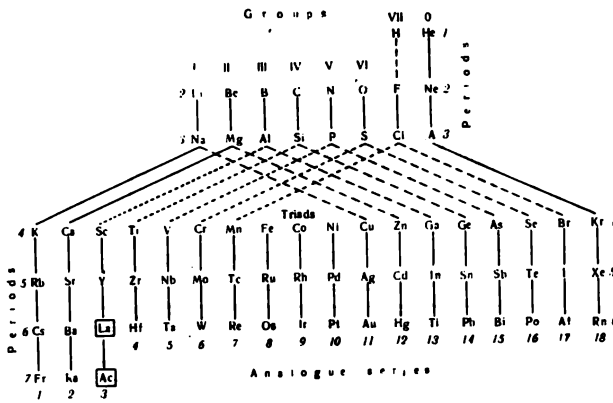 Groups
VII 0
H He 1
I II III IV V VI
2 Li Be B C N O F Ne 2
3 Na Mg Al Si P S Cl A 3
Periods
Triads
4 K Ca Sc Ti V Cr Mn Fe Co Ni Cu Zn Ga Ge As Se Br Kr
5 Rb Sr Y Zr Nb Mo Tc Ru Rh Pd Ag Cd In Sn Sb Te I Xe
6 Cs Ba La Hf Ta W Re Os Ir Pt Au Hg Ti Pb Bi Po At Rn
4 5 6 7 8 9 10 11 12 13 14 15 16 17 18
7 Fr Ra Ac
1 2 3
Periods
Analogue series